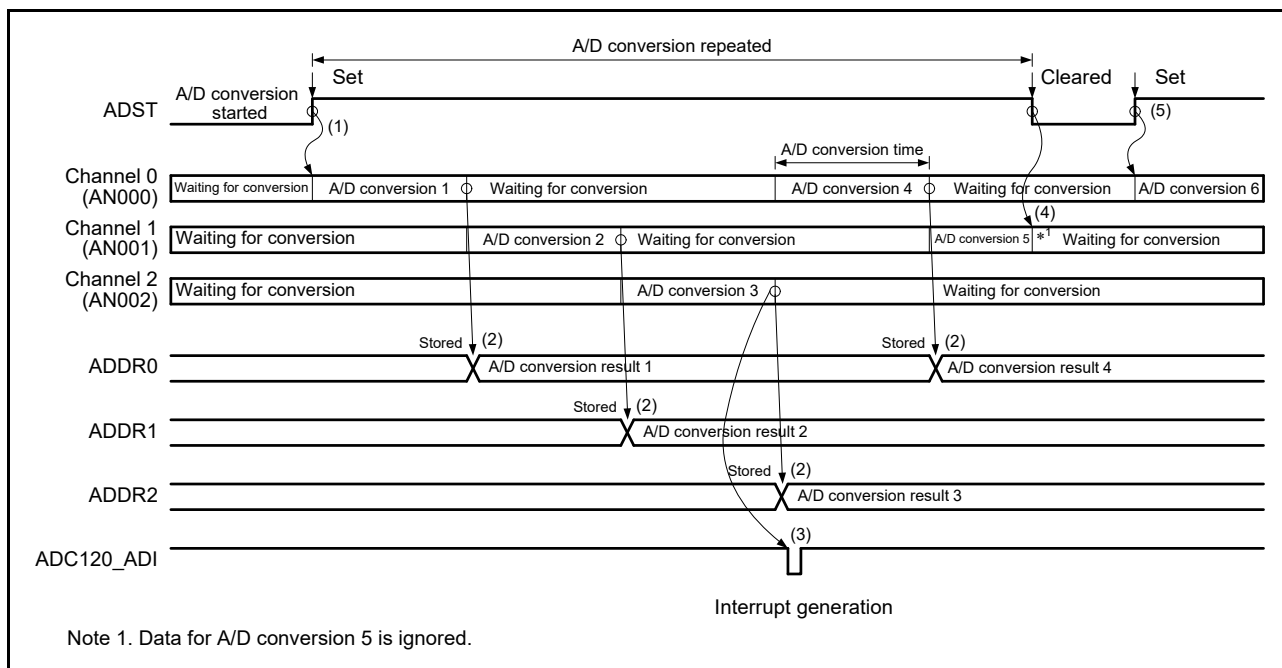 A/D conversion repeated
Set
Cleared
Set
A/D conversion
started
ADST
(1)
(5)
A/D conversion time
Channel 0
(AN000)
Waiting for conversion
A/D conversion 1
Waiting for conversion
A/D conversion 4
Waiting for conversion
A/D conversion 6
(4)
Channel 1
(AN001)
Waiting for conversion
A/D conversion 2
Waiting for conversion
A/D conversion 5
*1
Waiting for conversion
Channel 2
(AN002)
Waiting for conversion
A/D conversion 3
Waiting for conversion
Stored
(2)
Stored
(2)
ADDR0
A/D conversion result 1
A/D conversion result 4
Stored
(2)
ADDR1
A/D conversion result 2
Stored
(2)
ADDR2
A/D conversion result 3
(3)
ADC120_ADI
Interrupt generation
Note 1. Data for A/D conversion 5 is ignored.